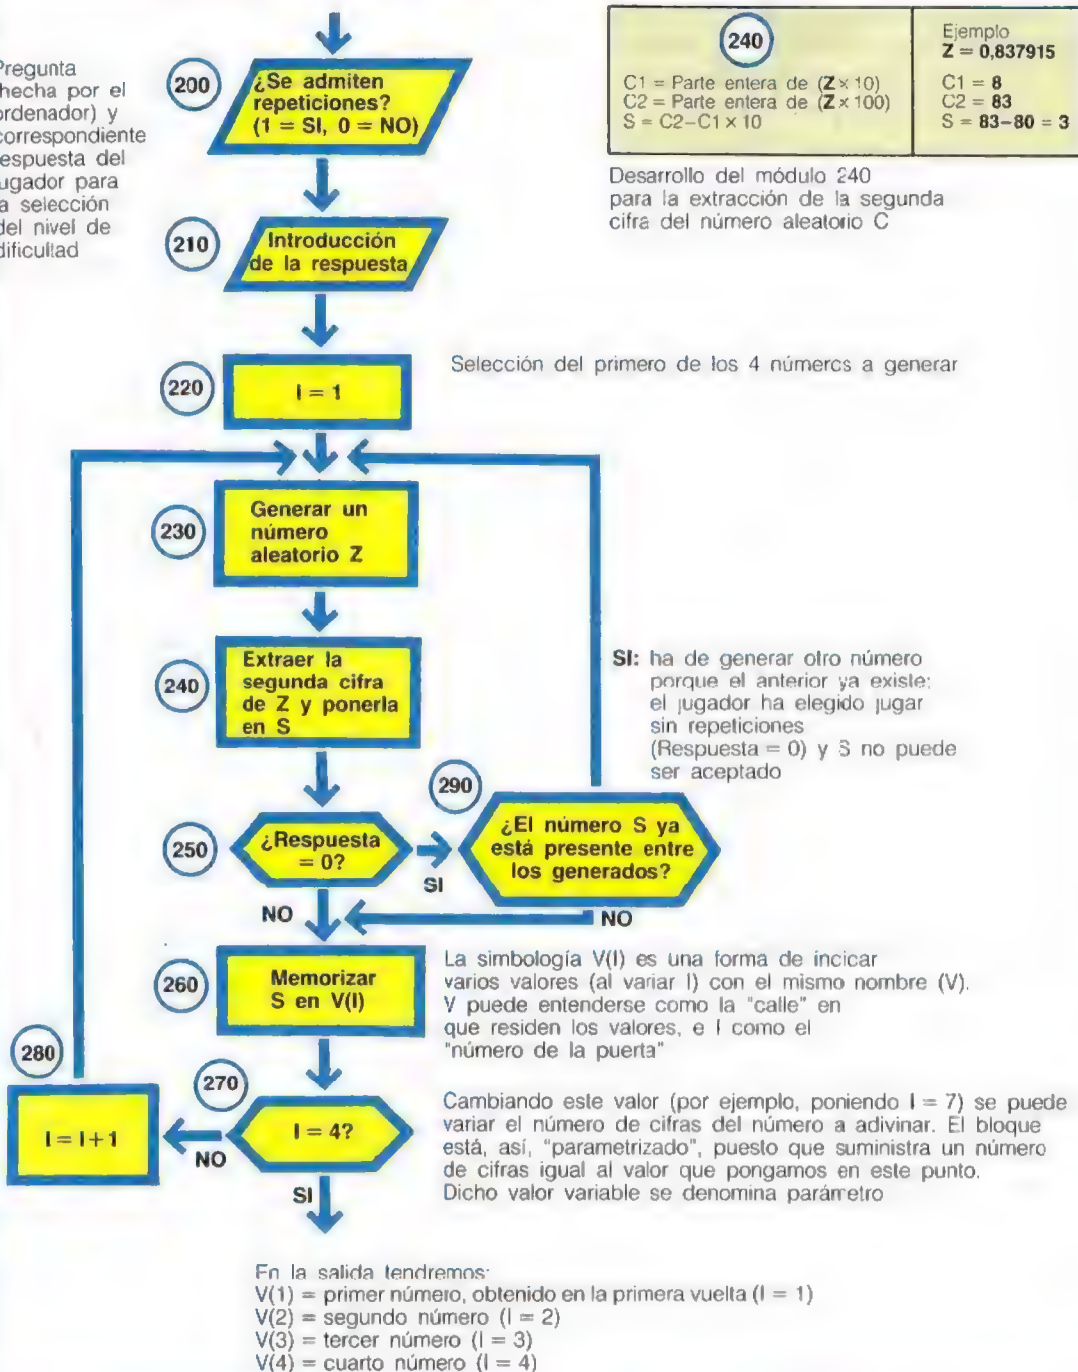 Pregunta
hecha por el
ordenador) y
correspondiente
respuesta del
jugador para
la selección
del nivel de
dificultad
200
¿Se admiten
repeticiones?
(1 = SI, 0 = NO)
240
C1 = Parte entera de (Z × 10)
C2 = Parte entera de (Z × 100)
S = C2–C1 × 10
Ejemplo
Z = 0,837915
C1 = 8
C2 = 83
S = 83–80 = 3
Desarrollo del módulo 240
para la extracción de la segunda
cifra del número aleatorio C
210
Introducción
de la respuesta
220
I = 1
Selección del primero de los 4 números a generar
230
Generar un
número
aleatorio Z
240
Extraer la
segunda cifra
de Z y ponerla
en S
SI: ha de generar otro número
porque el anterior ya existe:
el jugador ha elegido jugar
sin repeticiones
(Respuesta = 0) y S no puede
ser aceptado
250
¿Respuesta
= 0?
SI
NO
290
¿El número S ya
está presente entre
los generados?
NO
260
Memorizar
S en V(I)
La simbología V(I) es una forma de incicar
varios valores (al variar I) con el mismo nombre (V).
V puede entenderse como la "calle" en
que residen los valores, e I como el
"número de la puerta"
280
I = I+1
270
I = 4?
NO
SI
Cambiando este valor (por ejemplo, poniendo I = 7) se puede
variar el número de cifras del número a adivinar. El bloque
está, así, "parametrizado", puesto que suministra un número
de cifras igual al valor que pongamos en este punto.
Dicho valor variable se denomina parámetro
En la salida tendremos:
V(1) = primer número, obtenido en la primera vuelta (I = 1)
V(2) = segundo número (I = 2)
V(3) = tercer número (I = 3)
V(4) = cuarto número (I = 4)